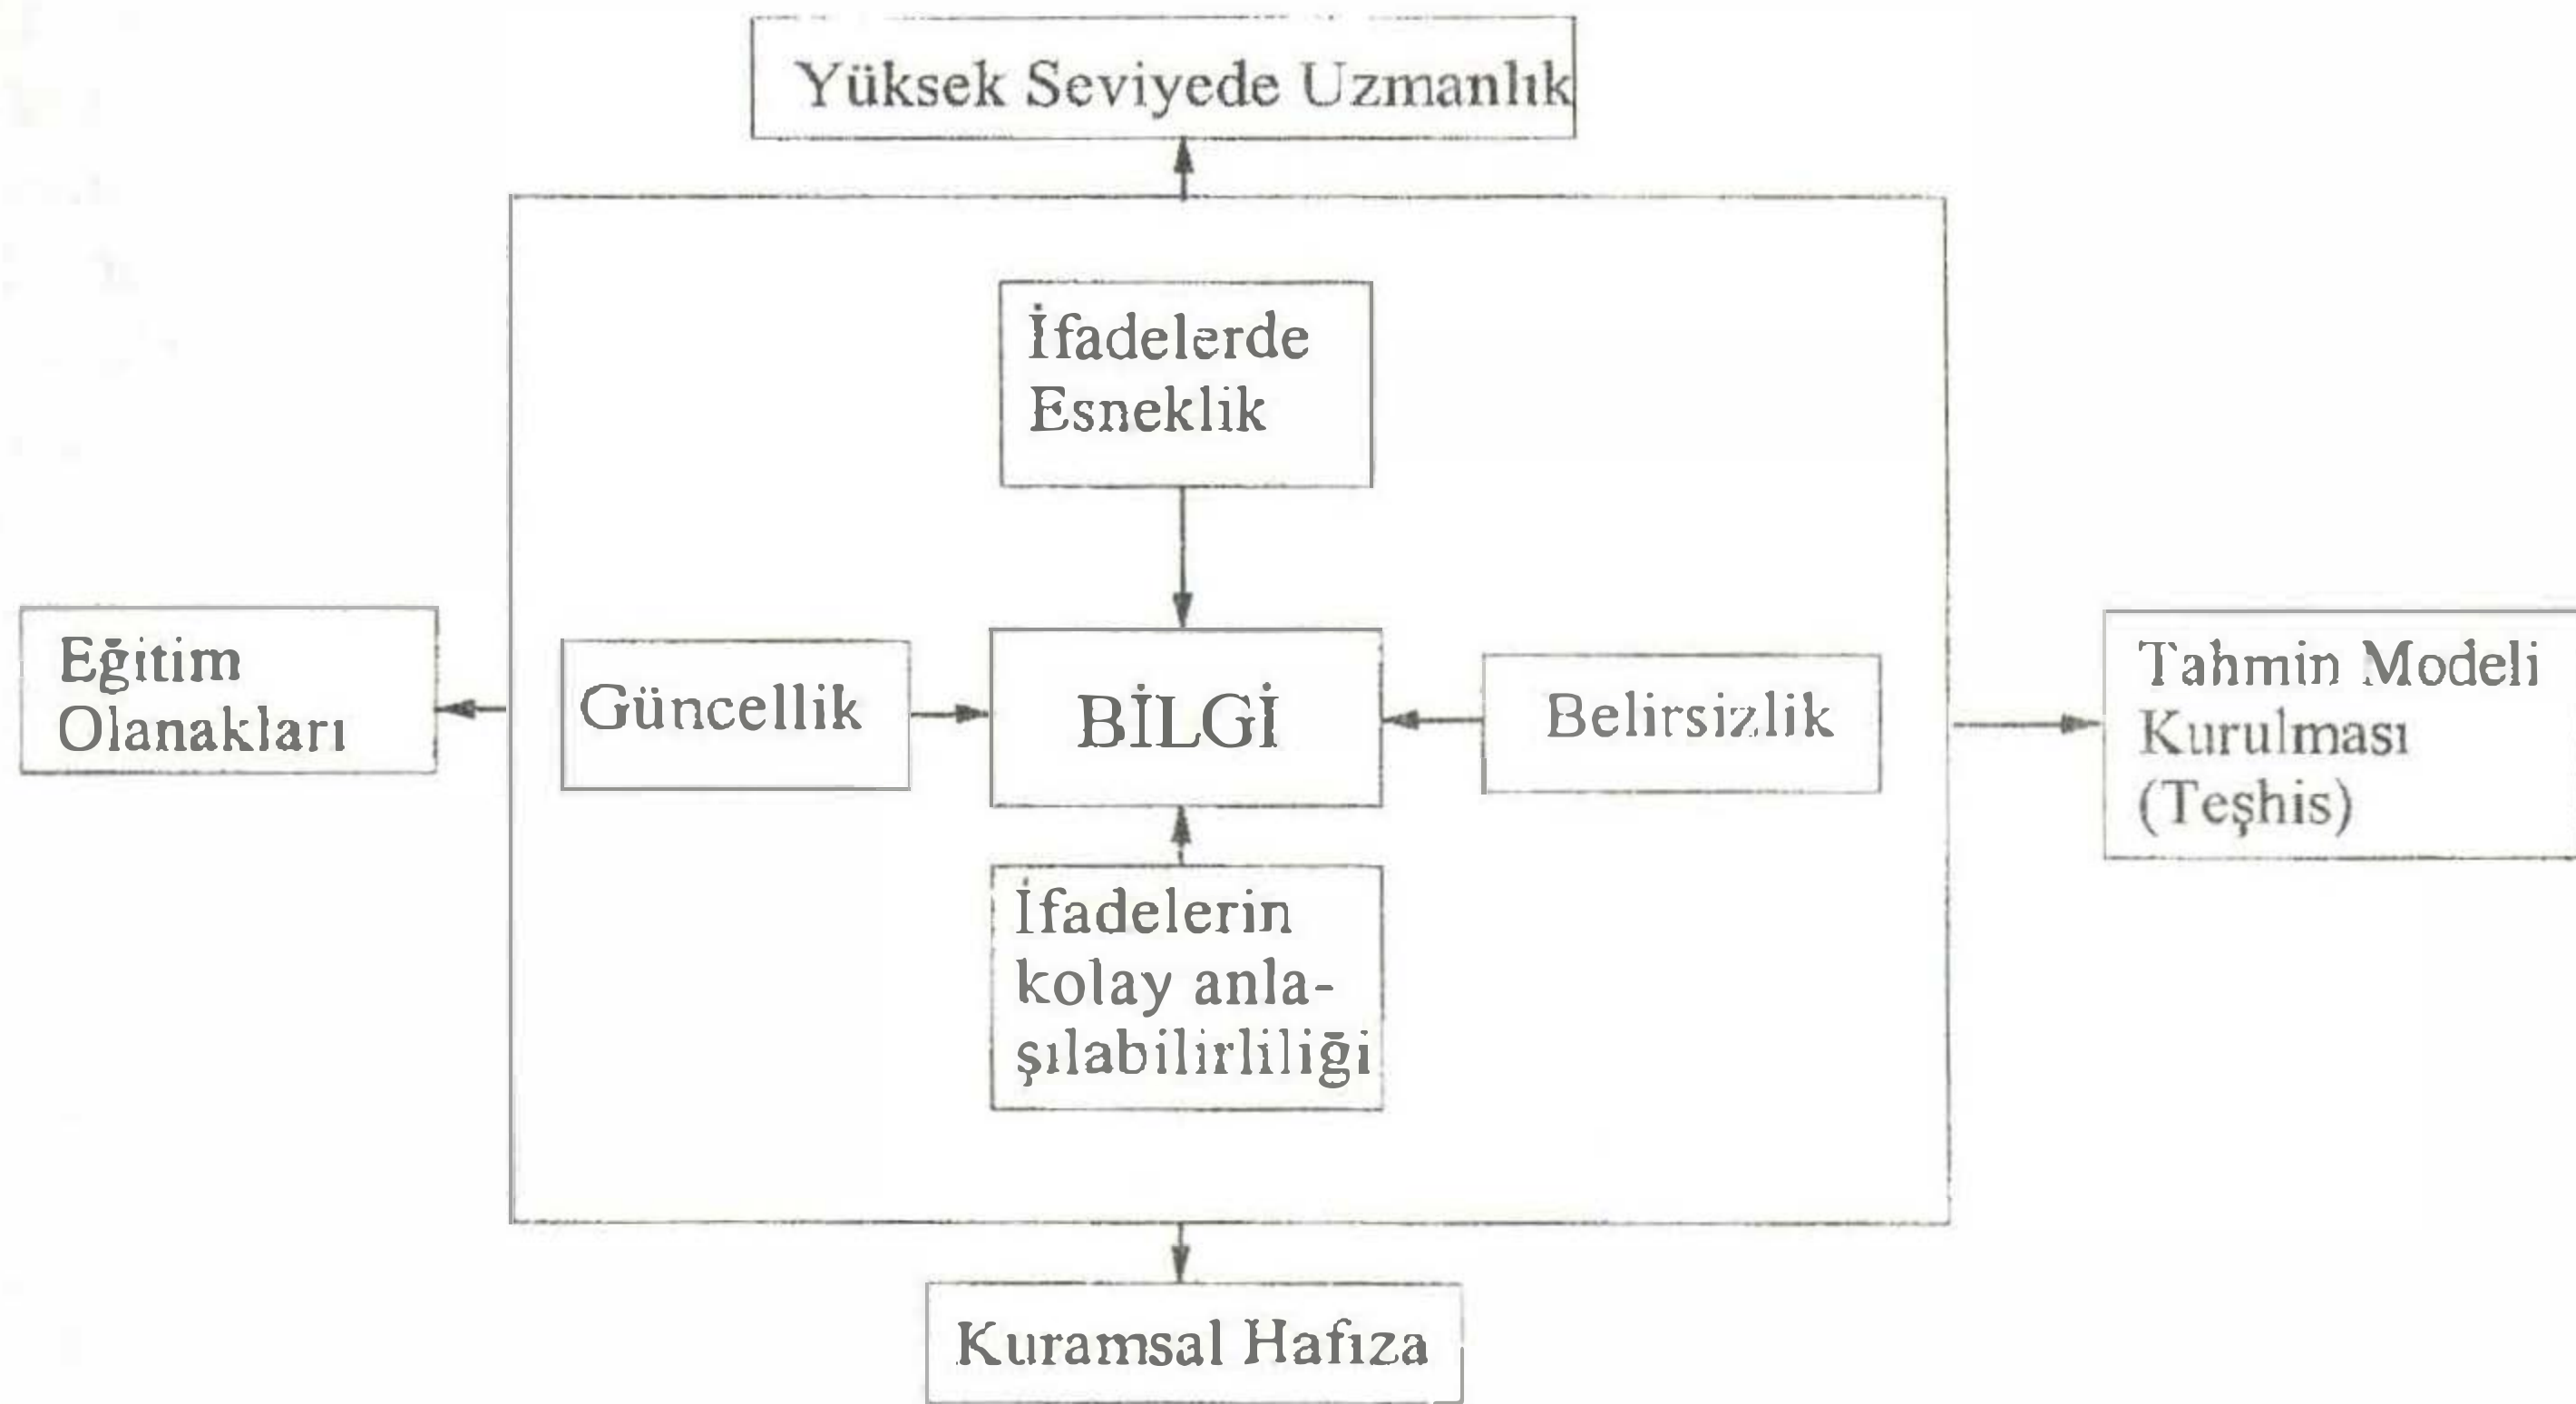 Yüksek Seviyede Uzmanlık
İfadelerde
Esneklik
Eğitim
Olanakları
Güncellik
BİLGİ
Belirsizlik
Tahmin Modeli
Kurulması
(Teşhis)
İfadelerin
kolay anla-
şılabilirliliği
Kuramsal Hafıza